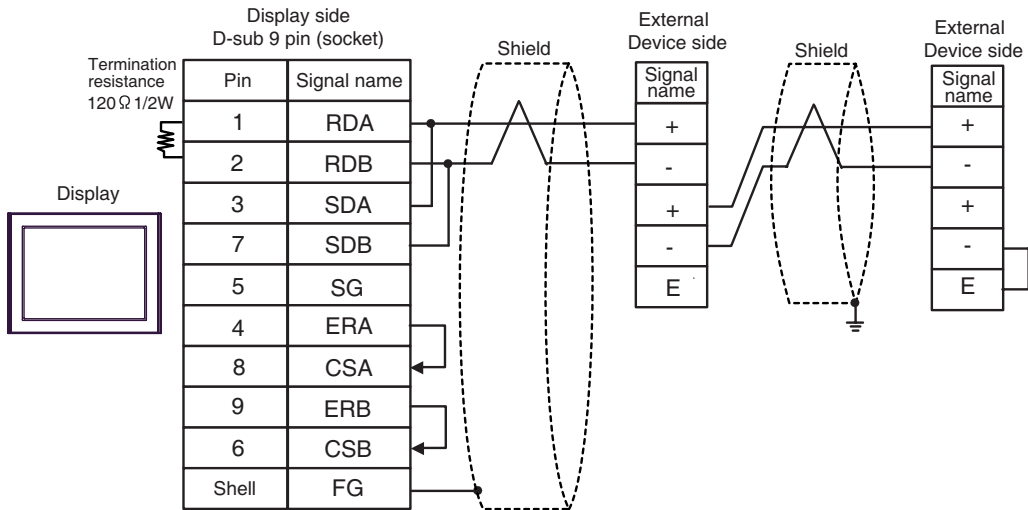 Display side
D-sub 9 pin (socket)
Termination
resistance
120Ω 1/2W
Pin Signal name
1 RDA
2 RDB
3 SDA
7 SDB
5 SG
4 ERA
8 CSA
9 ERB
6 CSB
Shell FG
Display
Shield
External
Device side
Signal
name
+
-
+
-
E
Shield
External
Device side
Signal
name
+
-
+
-
E